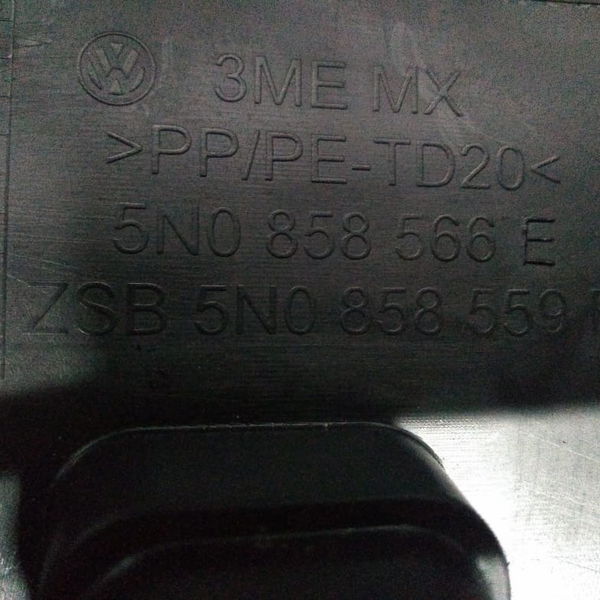 3ME MX
>PP/PE-TD20<
5N0 858 566 E
ZSB 5N0 858 559